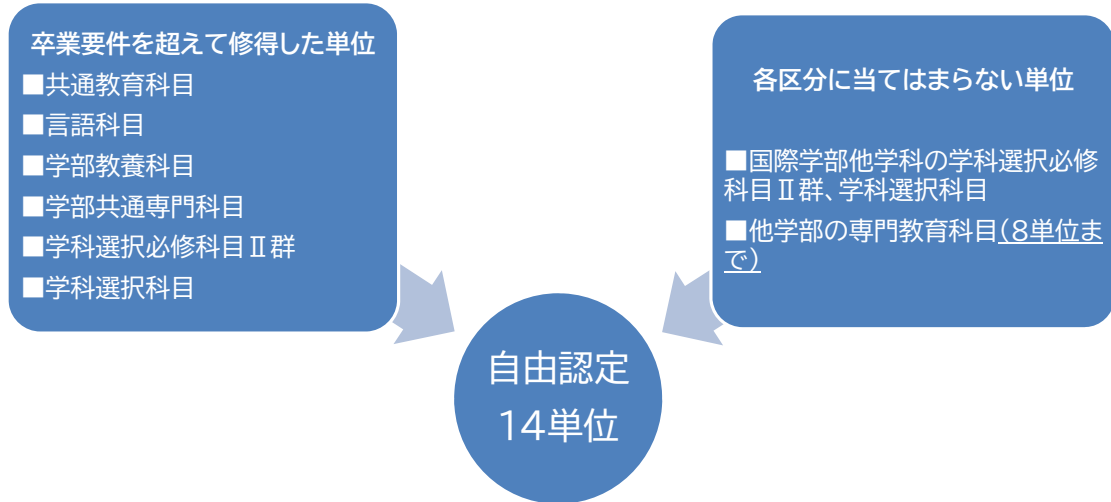 卒業要件を超えて修得した単位
■共通教育科目
■言語科目
■学部教養科目
■学部共通専門科目
■学科選択必修科目Ⅱ群
■学科選択科目
各区分に当てはまらない単位
■国際学部他学科の学科選択必修
科目Ⅱ群、学科選択科目
■他学部の専門教育科目(8単位ま
で)
自由認定
14単位